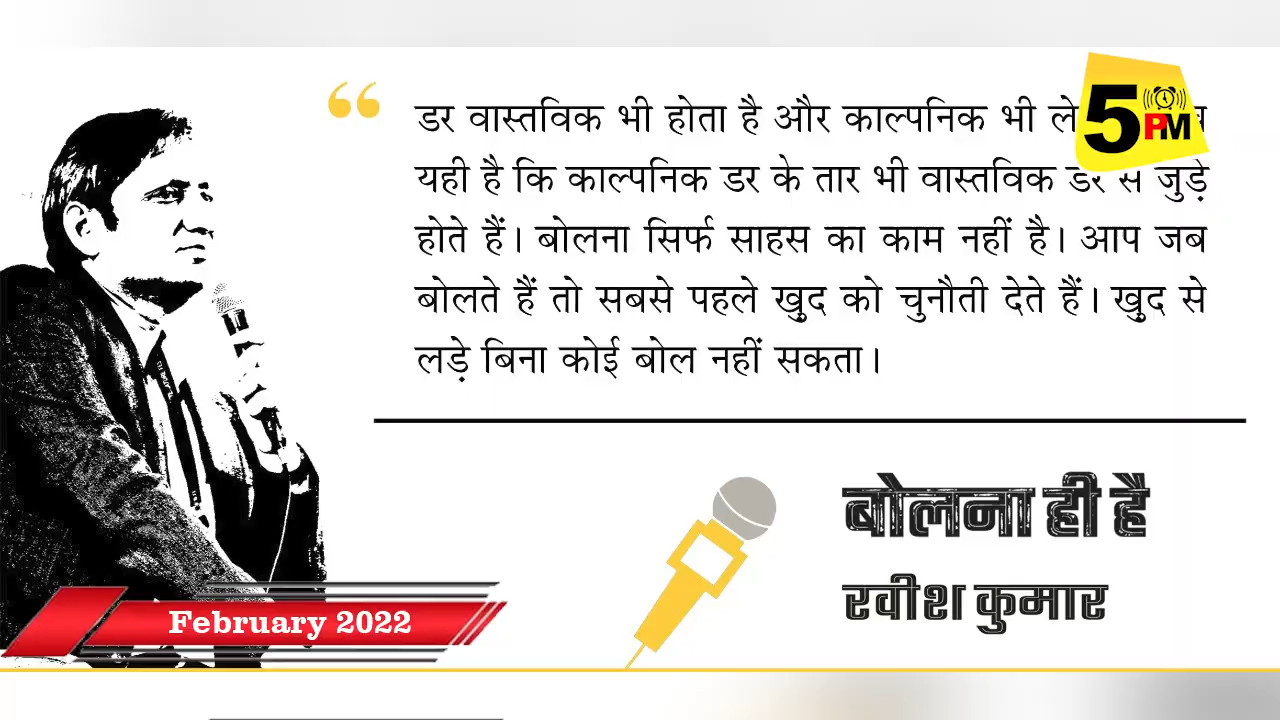 “
डर वास्तविक भी होता है और काल्पनिक भी
यही है कि काल्पनिक डर के तार भी वास्तविक डर से जुड़े
होते हैं। बोलना सिर्फ साहस का काम नहीं है। आप जब
बोलते हैं तो सबसे पहले खुद को चुनौती देते हैं। खुद से
लड़े बिना कोई बोल नहीं सकता।
5PM
बोलना ही है
रवीश कुमार
February 2022